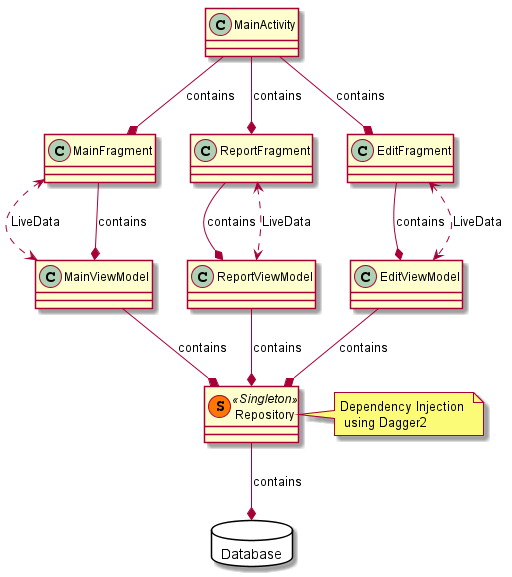 C MainActivity
contains
contains
contains
C MainFragment
C ReportFragment
C EditFragment
LiveData
contains
contains
LiveData
contains
LiveData
C MainViewModel
C ReportViewModel
C EditViewModel
contains
contains
contains
S «Singleton»
Repository
Dependency Injection
using Dagger2
contains
Database